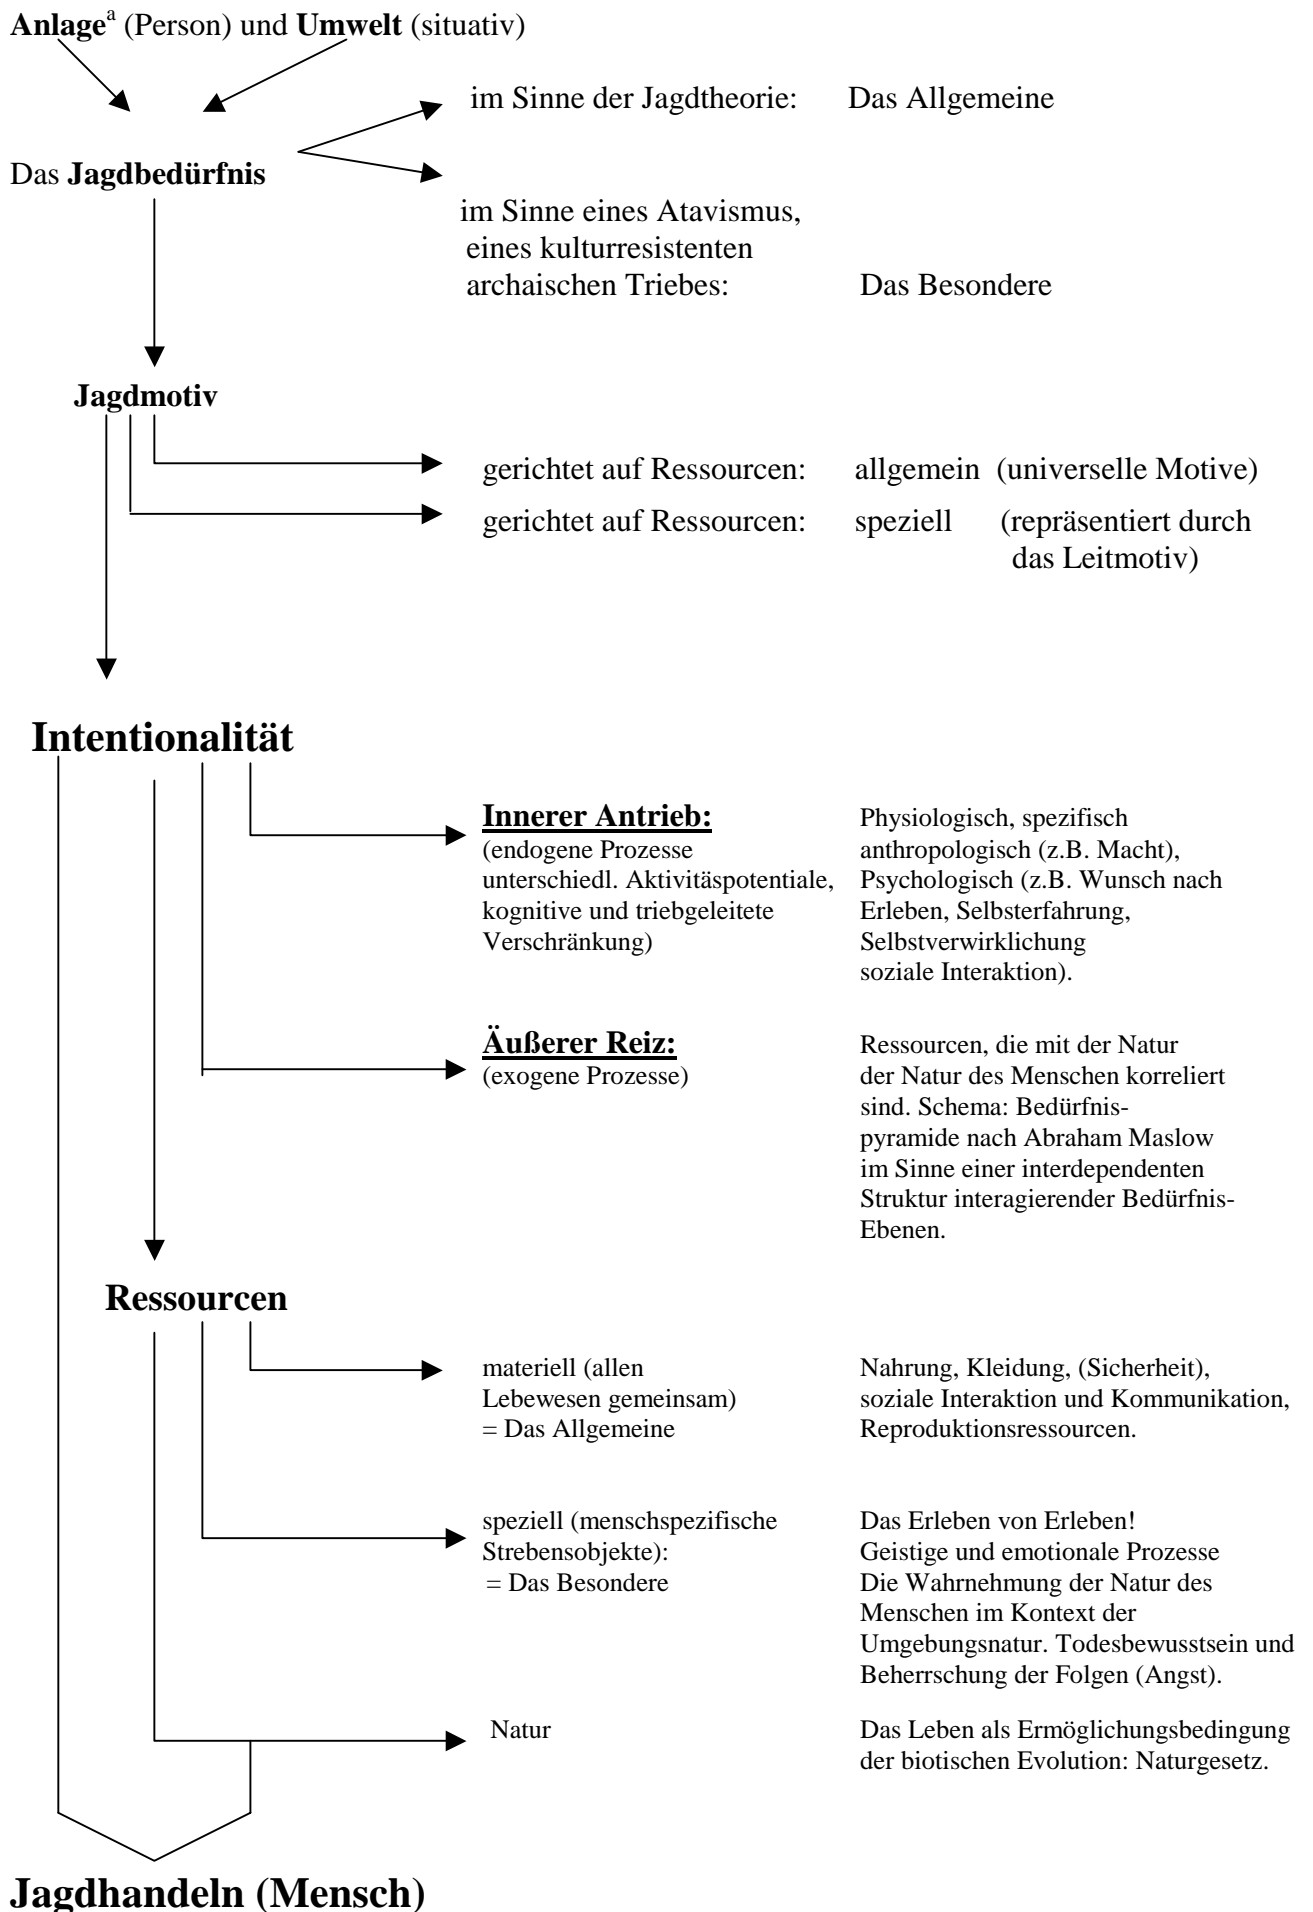 Anlageᵃ (Person) und Umwelt (situativ)
im Sinne der Jagdtheorie: Das Allgemeine
Das Jagdbedürfnis
im Sinne eines Atavismus,
eines kulturresistenten
archaischen Triebes: Das Besondere
Jagdmotiv
gerichtet auf Ressourcen: allgemein (universelle Motive)
gerichtet auf Ressourcen: speziell (repräsentiert durch
das Leitmotiv)
Intentionalität
Innerer Antrieb: Physiologisch, spezifisch
(endogene Prozesse anthropologisch (z.B. Macht),
unterschiedl. Aktivitäspotentiale, Psychologisch (z.B. Wunsch nach
kognitive und triebgeleitete Erleben, Selbsterfahrung,
Verschränkung) Selbstverwirklichung
soziale Interaktion).
Äußerer Reiz: Ressourcen, die mit der Natur
(exogene Prozesse) der Natur des Menschen korreliert
sind. Schema: Bedürfnis-
pyramide nach Abraham Maslow
im Sinne einer interdependenten
Struktur interagierender Bedürfnis-
Ebenen.
Ressourcen
materiell (allen Nahrung, Kleidung, (Sicherheit),
Lebewesen gemeinsam) soziale Interaktion und Kommunikation,
= Das Allgemeine Reproduktionsressourcen.
speziell (menschspezifische Das Erleben von Erleben!
Strebensobjekte): Geistige und emotionale Prozesse
= Das Besondere Die Wahrnehmung der Natur des
Menschen im Kontext der
Umgebungsnatur. Todesbewusstsein und
Beherrschung der Folgen (Angst).
Natur Das Leben als Ermöglichungsbedingung
der biotischen Evolution: Naturgesetz.
Jagdhandeln (Mensch)